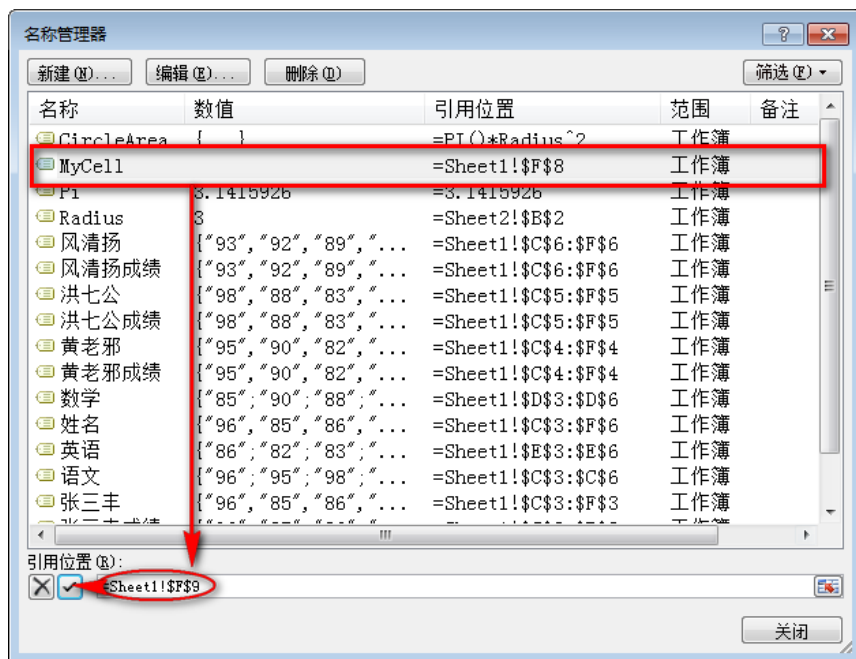 名称管理器
新建(N)... 编辑(E)... 删除(D) 筛选(F)
名称 数值 引用位置 范围 备注
CircleArea {...} =PI()*Radius^2 工作簿
MyCell =Sheet1!$F$8 工作簿
Pi 3.1415926 =3.1415926 工作簿
Radius 3 =Sheet2!$B$2 工作簿
风清扬 {"93","92","89","... =Sheet1!$C$6:$F$6 工作簿
风清扬成绩 {"93","92","89","... =Sheet1!$C$6:$F$6 工作簿
洪七公 {"98","88","83","... =Sheet1!$C$5:$F$5 工作簿
洪七公成绩 {"98","88","83","... =Sheet1!$C$5:$F$5 工作簿
黄老邪 {"95","90","82","... =Sheet1!$C$4:$F$4 工作簿
黄老邪成绩 {"95","90","82","... =Sheet1!$C$4:$F$4 工作簿
数学 {"85";"90";"88";"... =Sheet1!$D$3:$D$6 工作簿
姓名 {"96","85","86","... =Sheet1!$C$3:$F$6 工作簿
英语 {"86";"82";"83";"... =Sheet1!$E$3:$E$6 工作簿
语文 {"96";"95";"98";"... =Sheet1!$C$3:$C$6 工作簿
张三丰 {"96","85","86","... =Sheet1!$C$3:$F$3 工作簿
引用位置(R):
=Sheet1!$F$9
关闭